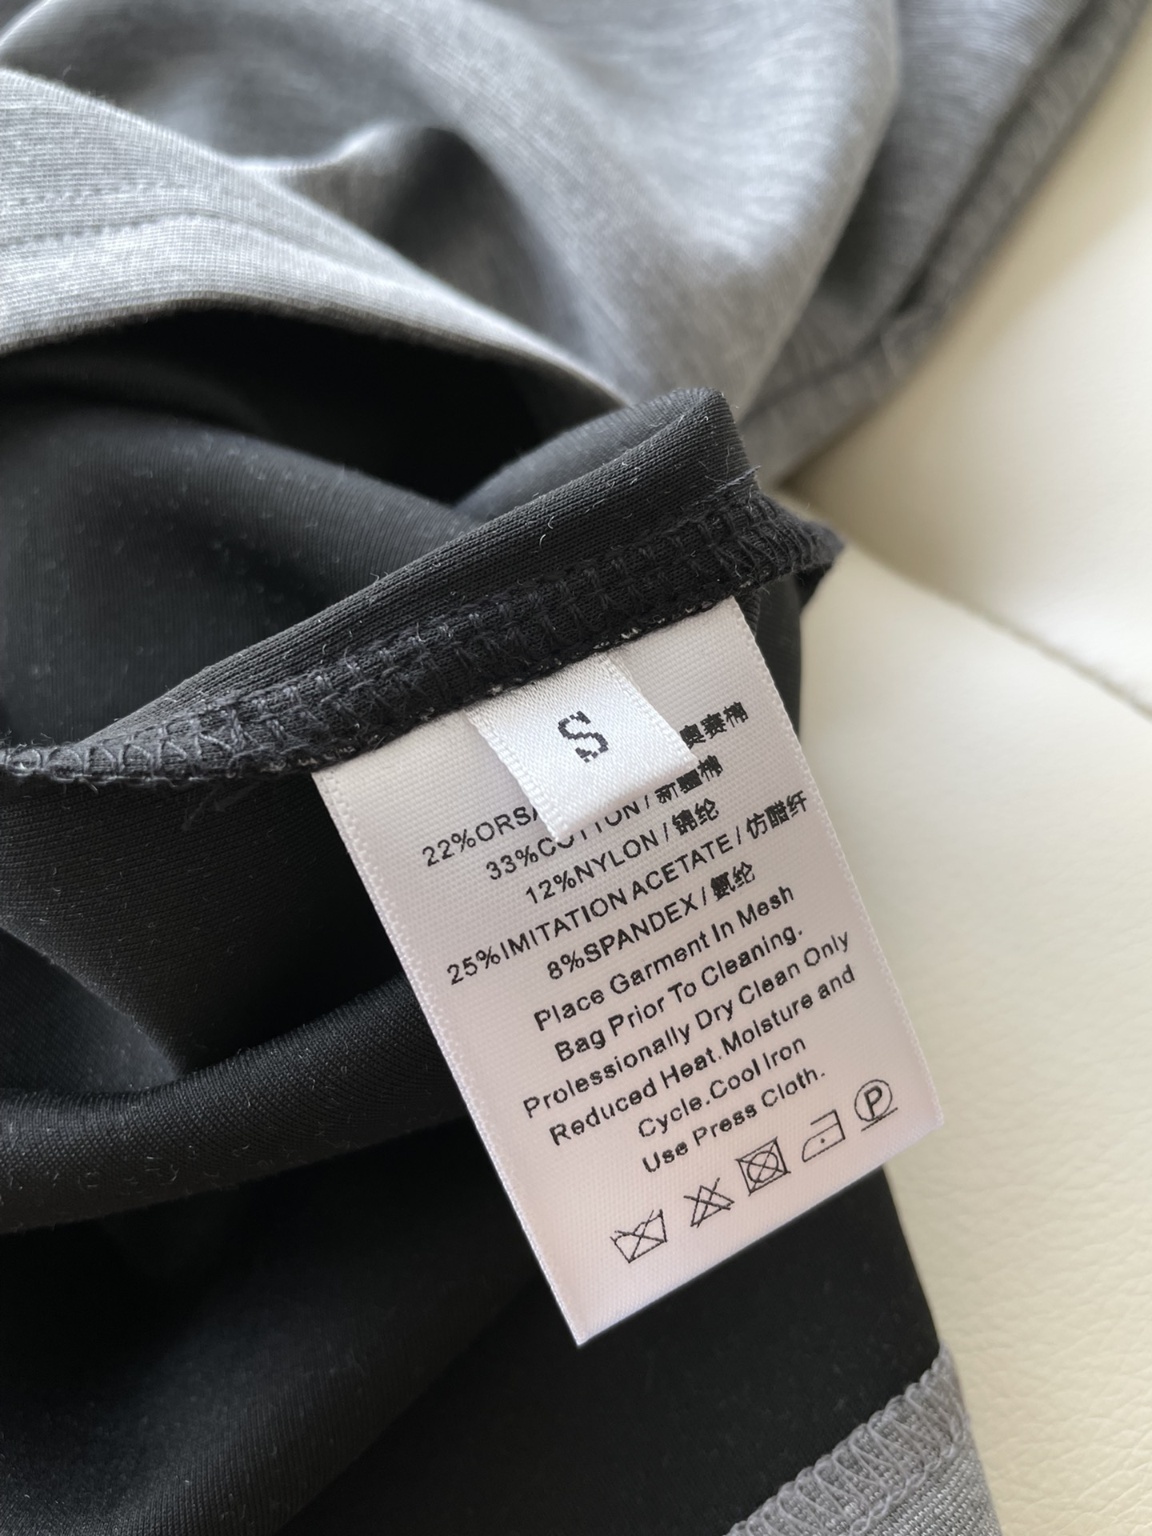 S
22%ORSA 奥赛棉
33%COTTON / 新疆棉
12%NYLON / 锦纶
25%IMITATION ACETATE / 仿醋纤
8%SPANDEX / 氨纶
Place Garment In Mesh
Bag Prior To Cleaning.
Prolessionally Dry Clean Only
Reduced Heat.Moisture and
Cycle.Cool Iron
Use Press Cloth.
P